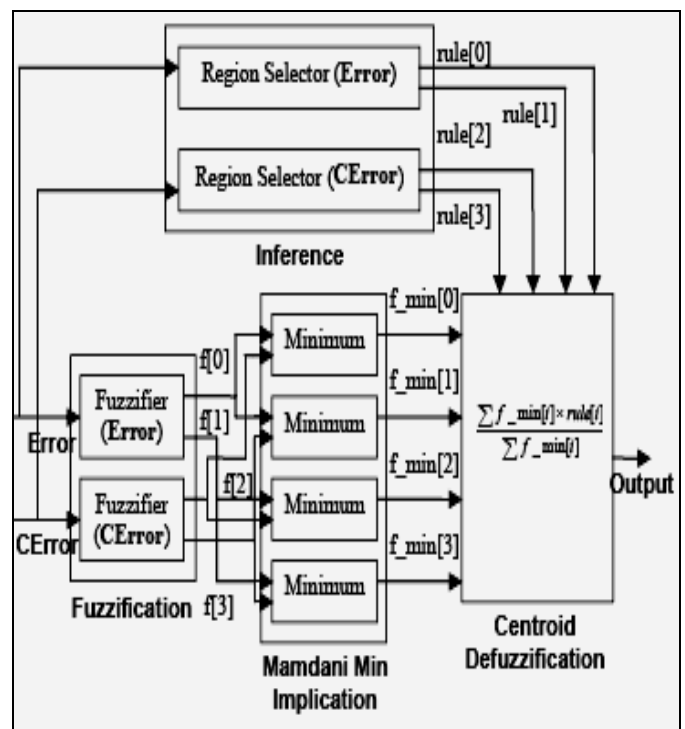 rule[0]
Region Selector (Error)
rule[1]
rule[2]
Region Selector (CError)
rule[3]
Inference
f_min[0]
Minimum
f[0]
f_min[1]
Fuzzifier
(Error)
Error
f[1]
Minimum
∑ f_min[i]×rule[i]
∑ f_min[i]
f_min[2]
f[2]
Output
Fuzzifier
(CError)
CError
Minimum
f_min[3]
Minimum
Fuzzification
f[3]
Centroid
Defuzzification
Mamdani Min
Implication